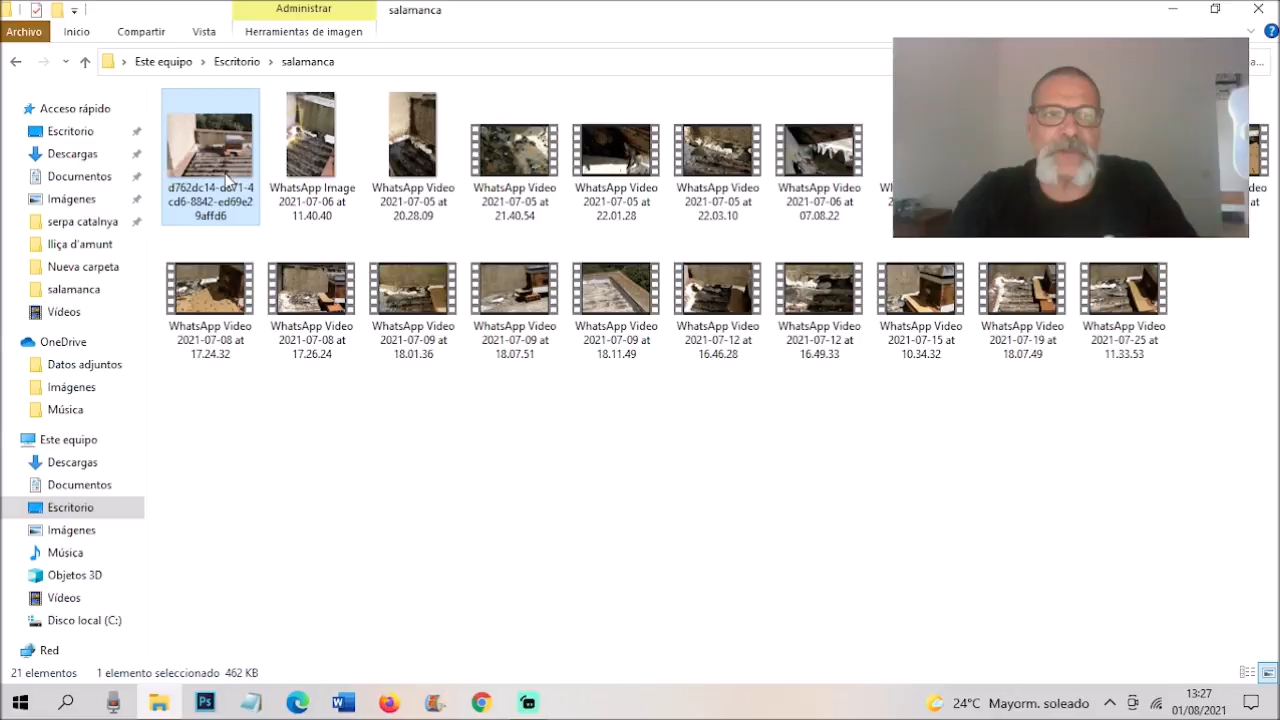 Administrar
salamanca
Archivo
Inicio
Compartir
Vista
Herramientas de imagen
Este equipo
Escritorio
salamanca
Acceso rápido
Escritorio
Descargas
Documentos
Imágenes
serpa catalnya
lliça d'amunt
Nueva carpeta
salamanca
Vídeos
OneDrive
Datos adjuntos
Imágenes
Música
Este equipo
Descargas
Documentos
Escritorio
Imágenes
Música
Objetos 3D
Vídeos
Disco local (C:)
Red
cd6-8842-ed69e2
9affd6
WhatsApp Image
2021-07-06 at
11.40.40
WhatsApp Video
2021-07-05 at
20.28.09
WhatsApp Video
2021-07-05 at
21.40.54
WhatsApp Video
2021-07-05 at
22.01.28
WhatsApp Video
2021-07-05 at
22.03.10
WhatsApp Video
2021-07-06 at
07.08.22
WhatsApp Video
2021-07-08 at
17.24.32
WhatsApp Video
2021-07-08 at
17.26.24
WhatsApp Video
2021-07-09 at
18.01.36
WhatsApp Video
2021-07-09 at
18.07.51
WhatsApp Video
2021-07-09 at
18.11.49
WhatsApp Video
2021-07-12 at
16.46.28
WhatsApp Video
2021-07-12 at
16.49.33
WhatsApp Video
2021-07-15 at
10.34.32
WhatsApp Video
2021-07-19 at
18.07.49
WhatsApp Video
2021-07-25 at
11.33.53
21 elementos 1 elemento seleccionado 462 KB
24°C Mayorm. soleado
13:27
01/08/2021